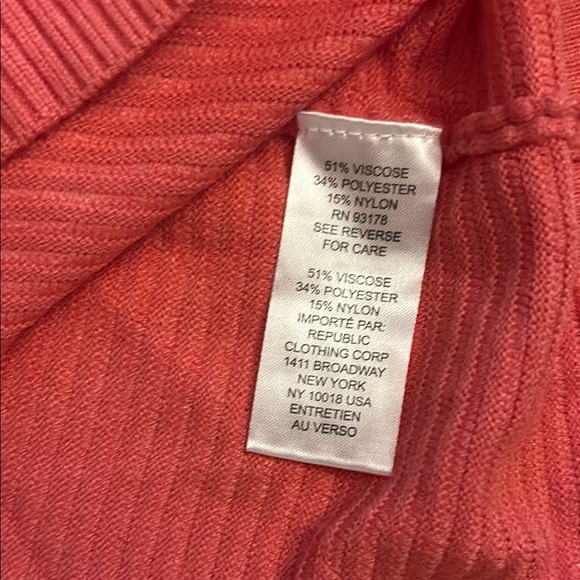 51% VISCOSE
34% POLYESTER
15% NYLON
RN 93178
SEE REVERSE
FOR CARE
51% VISCOSE
34% POLYESTER
15% NYLON
IMPORTÉ PAR:
REPUBLIC
CLOTHING CORP
1411 BROADWAY
NEW YORK
NY 10018 USA
ENTRETIEN
AU VERSO